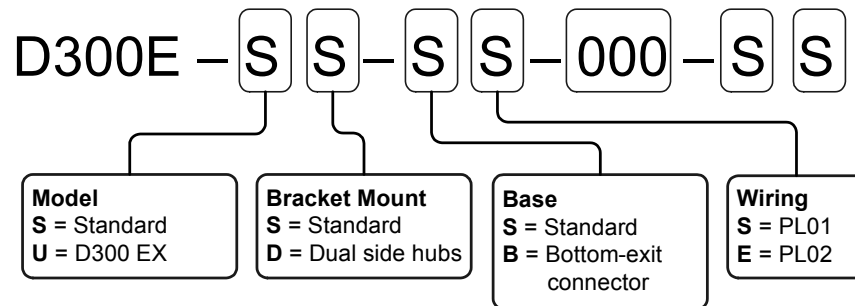 D300E – S S – S S – 000 – S S
Model
S = Standard
U = D300 EX
Bracket Mount
S = Standard
D = Dual side hubs
Base
S = Standard
B = Bottom-exit
connector
Wiring
S = PL01
E = PL02